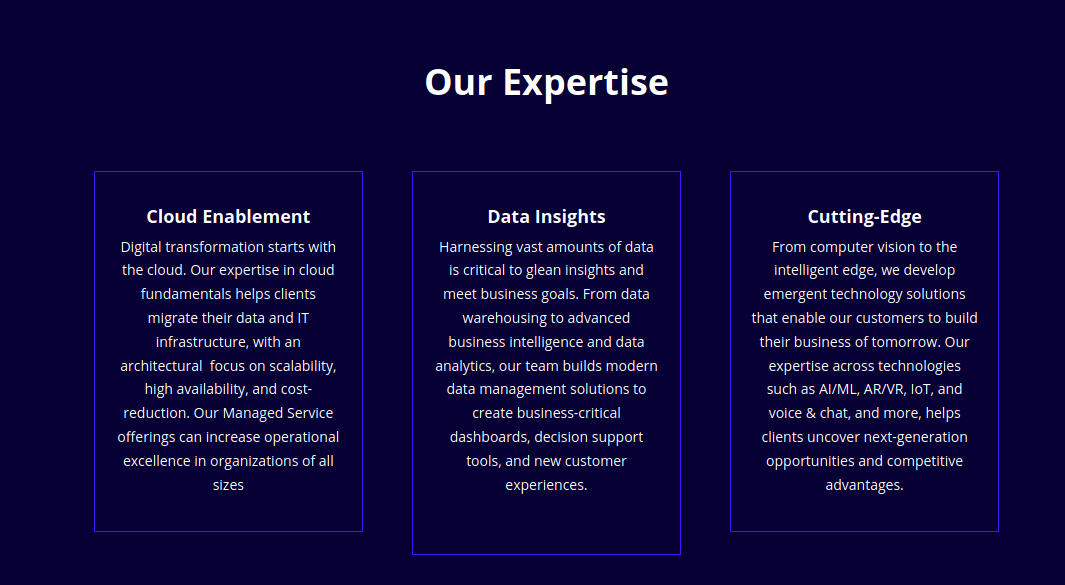 Our Expertise
Cloud Enablement
Digital transformation starts with
the cloud. Our expertise in cloud
fundamentals helps clients
migrate their data and IT
infrastructure, with an
architectural  focus on scalability,
high availability, and cost-
reduction. Our Managed Service
offerings can increase operational
excellence in organizations of all
sizes
Data Insights
Harnessing vast amounts of data
is critical to glean insights and
meet business goals. From data
warehousing to advanced
business intelligence and data
analytics, our team builds modern
data management solutions to
create business-critical
dashboards, decision support
tools, and new customer
experiences.
Cutting-Edge
From computer vision to the
intelligent edge, we develop
emergent technology solutions
that enable our customers to build
their business of tomorrow. Our
expertise across technologies
such as AI/ML, AR/VR, IoT, and
voice & chat, and more, helps
clients uncover next-generation
opportunities and competitive
advantages.